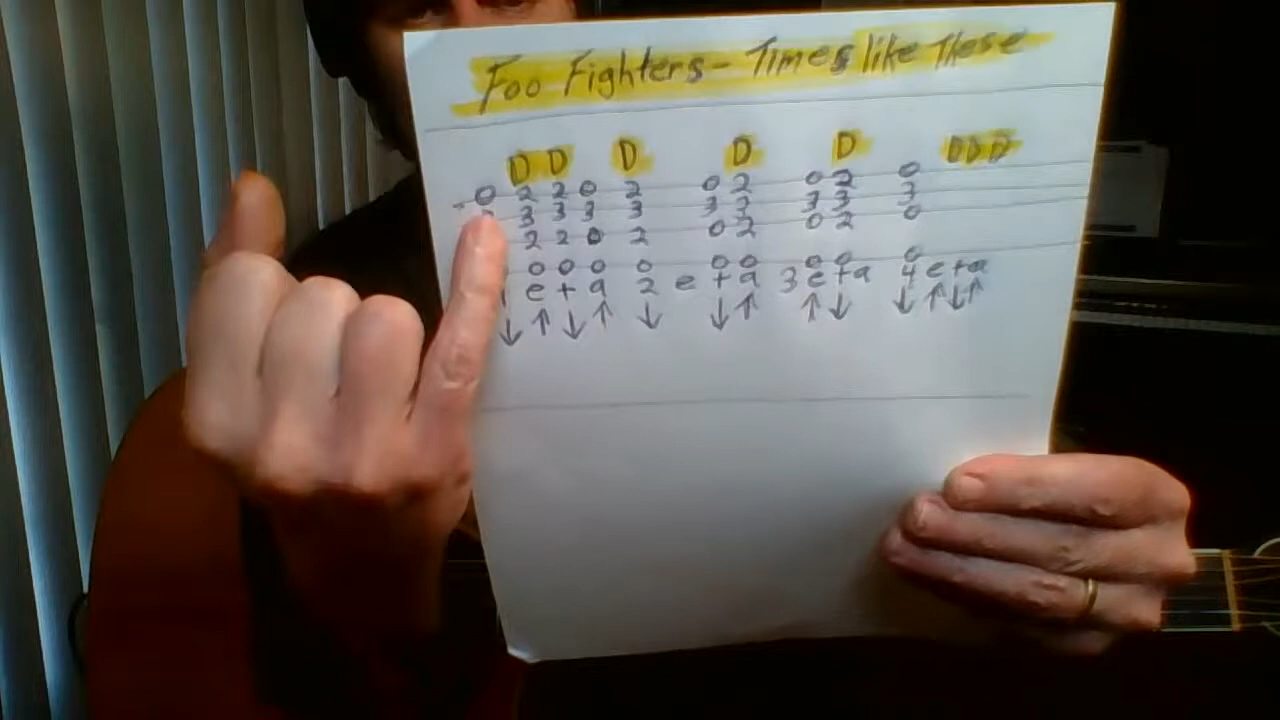 Foo Fighters - Times like These
D D D D D D D D
0 2 2 0 2 0 2 0 2 0
3 3 3 3 3 3 3 3 3
2 2 0 2 0 2 0 2 0
0 0 0 0 0 0 0 0 0
e + a 2 e + a 3 e + a 4 e + a
↓ ↑ ↓ ↑ ↓ ↓ ↑ ↑ ↓ ↓ ↑ ↓ ↑